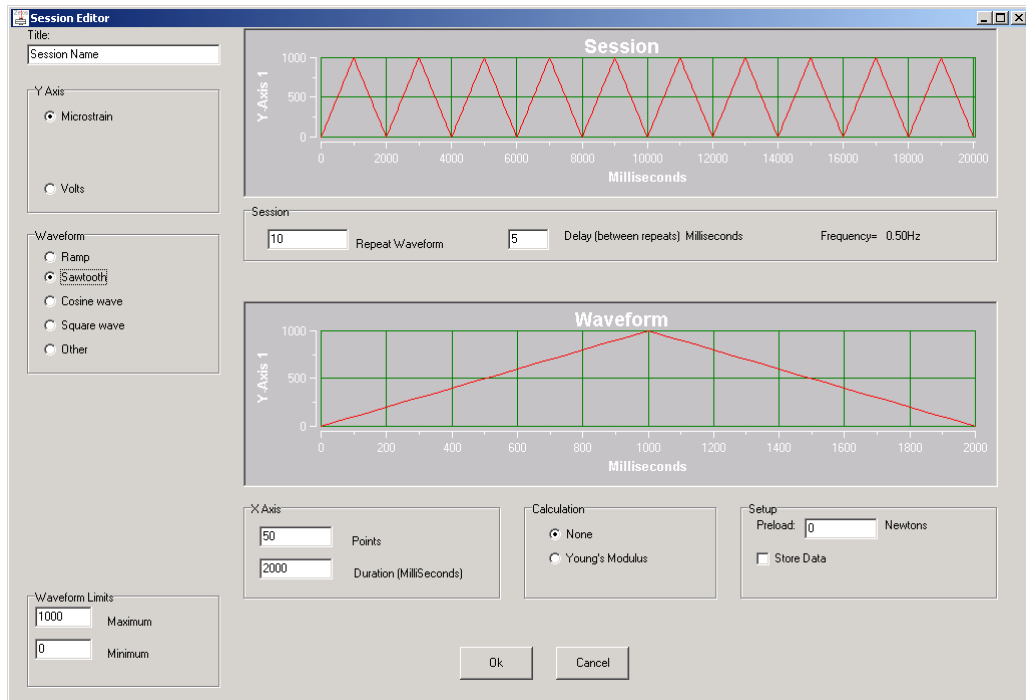 Session Editor
Title:
Session Name
Y Axis
Microstrain
Volts
Waveform
Ramp
Sawtooth
Cosine wave
Square wave
Other
Waveform Limits
1000 Maximum
0 Minimum
Session
Y-Axis 1
1000
500
0
0 2000 4000 6000 8000 10000 12000 14000 16000 18000 20000
Milliseconds
Session
10 Repeat Waveform 5 Delay (between repeats) Milliseconds Frequency= 0.50Hz
Waveform
Y-Axis 1
1000
500
0
0 200 400 600 800 1000 1200 1400 1600 1800 2000
Milliseconds
X Axis
50 Points
2000 Duration (MilliSeconds)
Calculation
None
Young's Modulus
Setup
Preload: 0 Newtons
Store Data
Ok
Cancel